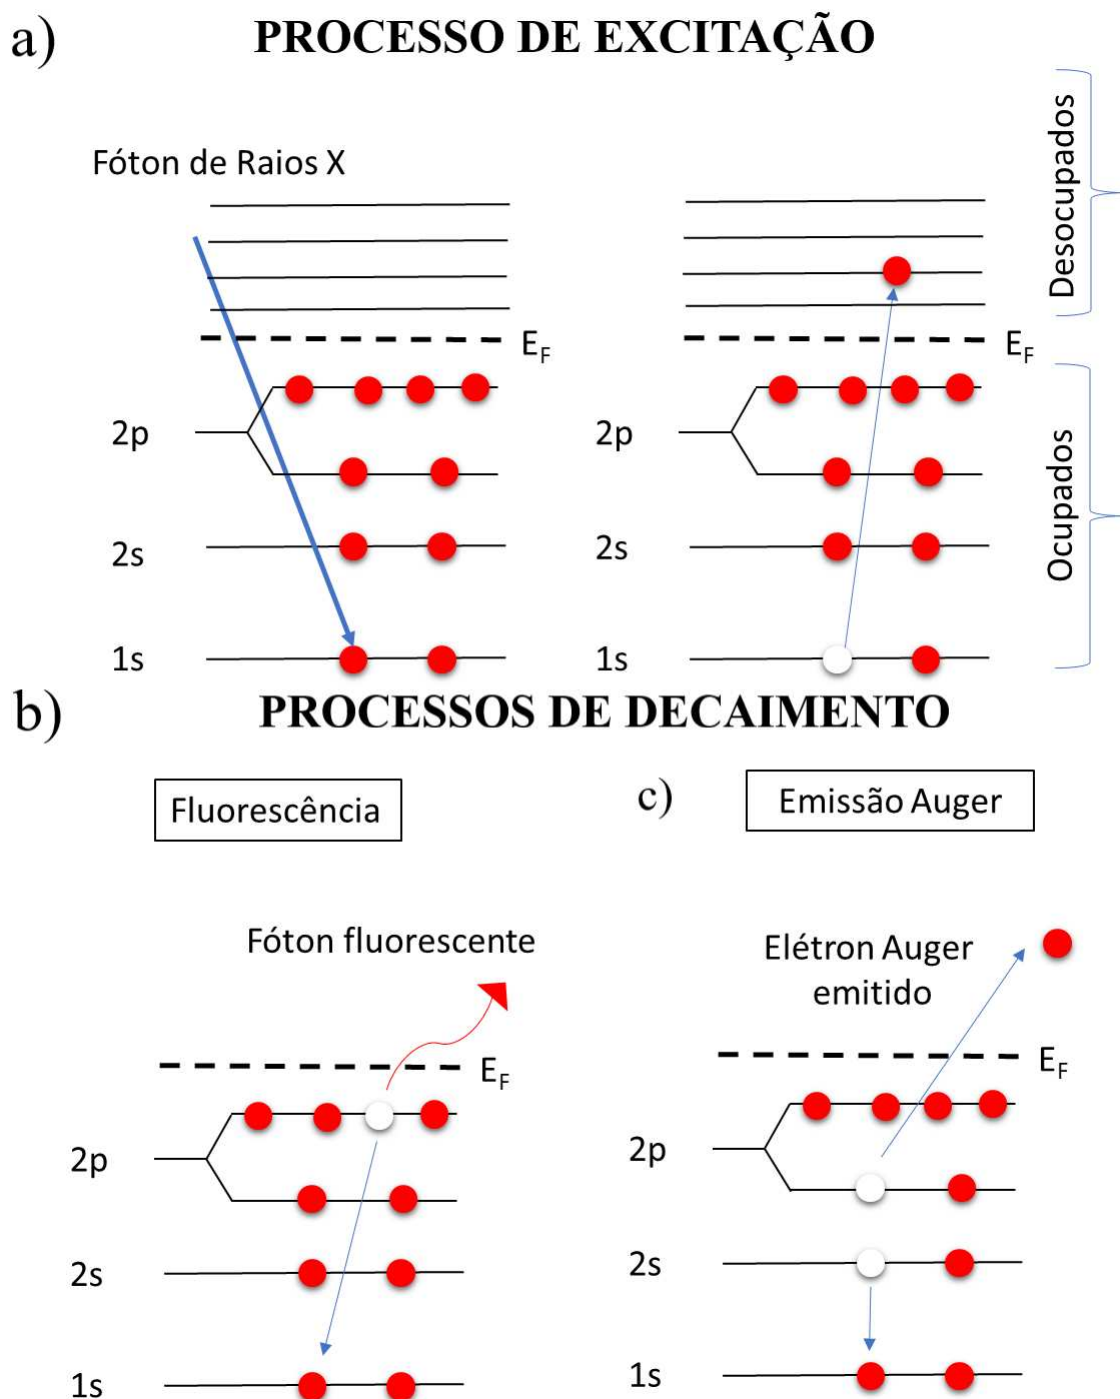 a)
PROCESSO DE EXCITAÇÃO
Fóton de Raios X
Desocupados
E_F
E_F
2p
2p
Ocupados
2s
2s
1s
1s
b)
PROCESSOS DE DECAIMENTO
Fluorescência
c)
Emissão Auger
Fóton fluorescente
Elétron Auger
emitido
E_F
E_F
2p
2p
2s
2s
1s
1s